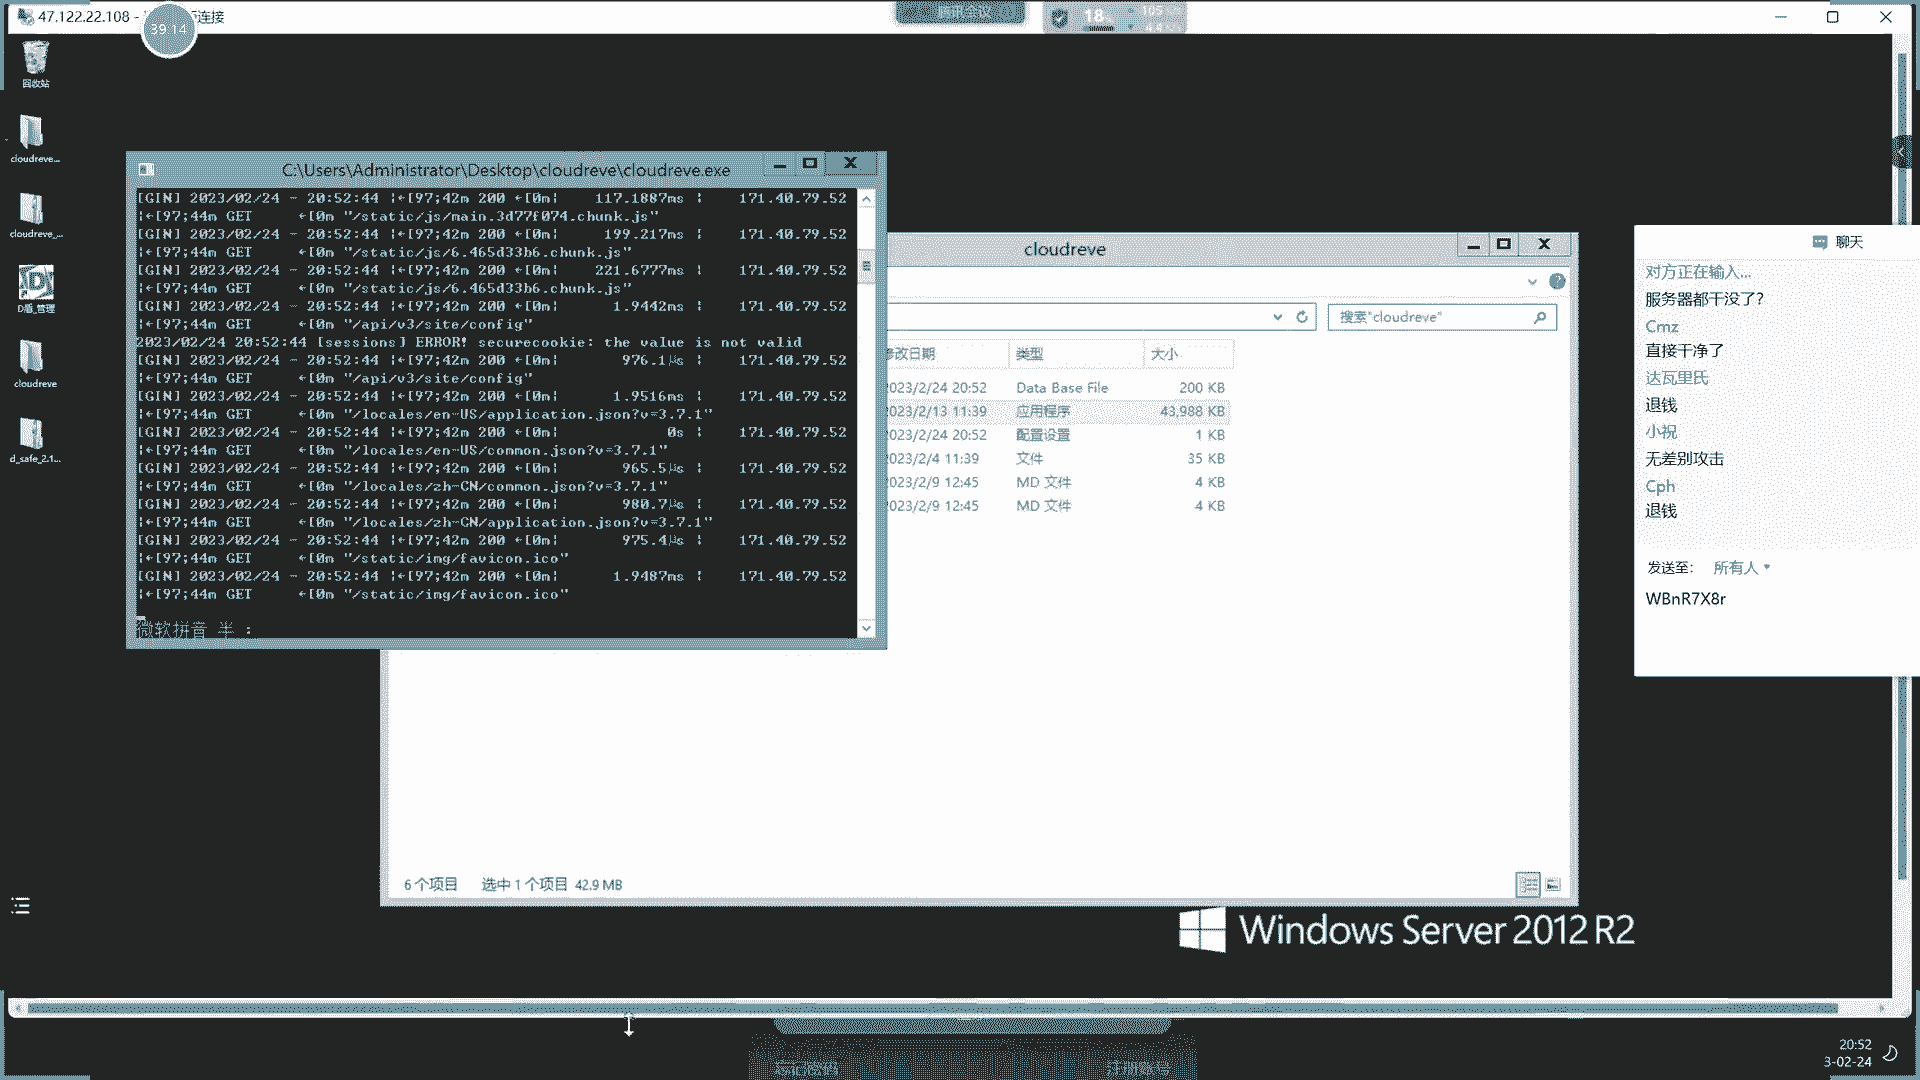 47.122.22.108 -
连接
39:14
腾讯会议
18
回收站
cloudreve...
cloudreve_...
D盾_管理
cloudreve
d_safe_2.1...
C:\Users\Administrator\Desktop\cloudreve\cloudreve.exe
[GIN] 2023/02/24 - 20:52:44 ¦←[97;42m 200 ←[0m¦ 117.1887ms ¦ 171.40.79.52
¦←[97;44m GET ←[0m "/static/js/main.3d77f074.chunk.js"
[GIN] 2023/02/24 - 20:52:44 ¦←[97;42m 200 ←[0m¦ 199.217ms ¦ 171.40.79.52
¦←[97;44m GET ←[0m "/static/js/6.465d33b6.chunk.js"
[GIN] 2023/02/24 - 20:52:44 ¦←[97;42m 200 ←[0m¦ 221.6777ms ¦ 171.40.79.52
¦←[97;44m GET ←[0m "/static/js/6.465d33b6.chunk.js"
[GIN] 2023/02/24 - 20:52:44 ¦←[97;42m 200 ←[0m¦ 1.9442ms ¦ 171.40.79.52
¦←[97;44m GET ←[0m "/api/v3/site/config"
2023/02/24 20:52:44 [sessions] ERROR! securecookie: the value is not valid
[GIN] 2023/02/24 - 20:52:44 ¦←[97;42m 200 ←[0m¦ 976.1µs ¦ 171.40.79.52
¦←[97;44m GET ←[0m "/api/v3/site/config"
[GIN] 2023/02/24 - 20:52:44 ¦←[97;42m 200 ←[0m¦ 1.9516ms ¦ 171.40.79.52
¦←[97;44m GET ←[0m "/locales/en-US/application.json?v=3.7.1"
[GIN] 2023/02/24 - 20:52:44 ¦←[97;42m 200 ←[0m¦ 0s ¦ 171.40.79.52
¦←[97;44m GET ←[0m "/locales/en-US/common.json?v=3.7.1"
[GIN] 2023/02/24 - 20:52:44 ¦←[97;42m 200 ←[0m¦ 965.5µs ¦ 171.40.79.52
¦←[97;44m GET ←[0m "/locales/zh-CN/common.json?v=3.7.1"
[GIN] 2023/02/24 - 20:52:44 ¦←[97;42m 200 ←[0m¦ 980.7µs ¦ 171.40.79.52
¦←[97;44m GET ←[0m "/locales/zh-CN/application.json?v=3.7.1"
[GIN] 2023/02/24 - 20:52:44 ¦←[97;42m 200 ←[0m¦ 975.4µs ¦ 171.40.79.52
¦←[97;44m GET ←[0m "/static/img/favicon.ico"
[GIN] 2023/02/24 - 20:52:44 ¦←[97;42m 200 ←[0m¦ 1.9487ms ¦ 171.40.79.52
¦←[97;44m GET ←[0m "/static/img/favicon.ico"
微软拼音 半 :
cloudreve
搜索"cloudreve"
修改日期 类型 大小
2023/2/24 20:52 Data Base File 200 KB
2023/2/13 11:39 应用程序 43,988 KB
2023/2/24 20:52 配置设置 1 KB
2023/2/4 11:39 文件 35 KB
2023/2/9 12:45 MD 文件 4 KB
2023/2/9 12:45 MD 文件 4 KB
6 个项目 选中 1 个项目 42.9 MB
Windows Server 2012 R2
聊天
对方正在输入...
服务器都干没了?
Cmz
直接干净了
达瓦里氏
退钱
小祝
无差别攻击
Cph
退钱
发送至: 所有人
WBnR7X8r
忘记密码 注册账号
20:52
3-02-24